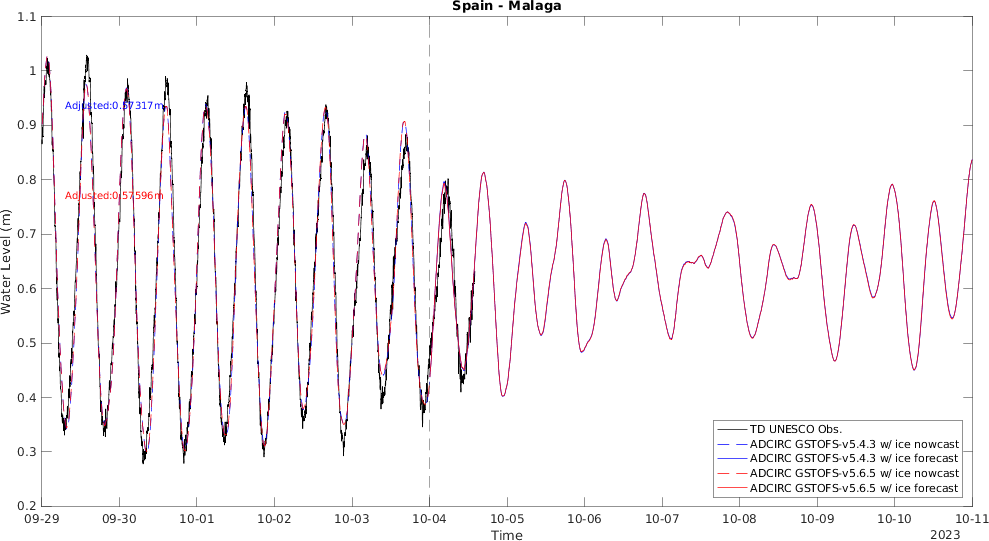 Spain - Malaga
1.1
1
0.9
0.8
0.7
0.6
0.5
0.4
0.3
0.2
Water Level (m)
Adjusted:0.57317m
Adjusted:0.57596m
TD UNESCO Obs.
ADCIRC GSTOFS-v5.4.3 w/ ice nowcast
ADCIRC GSTOFS-v5.4.3 w/ ice forecast
ADCIRC GSTOFS-v5.6.5 w/ ice nowcast
ADCIRC GSTOFS-v5.6.5 w/ ice forecast
09-29 09-30 10-01 10-02 10-03 10-04 10-05 10-06 10-07 10-08 10-09 10-10 10-11
Time
2023